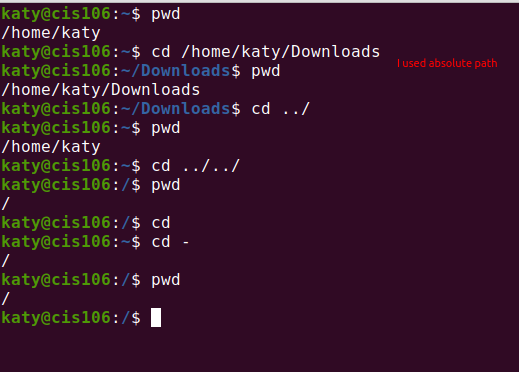 katy@cis106:~$ pwd
/home/katy
katy@cis106:~$ cd /home/katy/Downloads
I used absolute path
katy@cis106:~/Downloads$ pwd
/home/katy/Downloads
katy@cis106:~/Downloads$ cd ../
katy@cis106:~$ pwd
/home/katy
katy@cis106:~$ cd ../../
katy@cis106:/$ pwd
/
katy@cis106:/$ cd
katy@cis106:~$ cd -
/
katy@cis106:/$ pwd
/
katy@cis106:/$